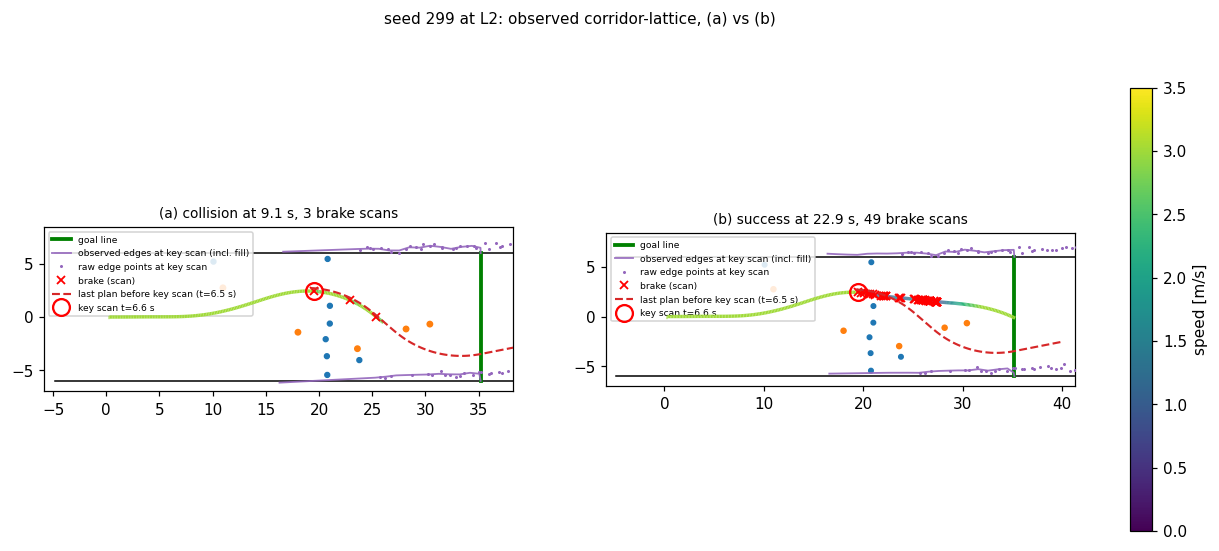 seed 299 at L2: observed corridor-lattice, (a) vs (b)
(a) collision at 9.1 s, 3 brake scans
goal line
observed edges at key scan (incl. fill)
raw edge points at key scan
brake (scan)
last plan before key scan (t=6.5 s)
key scan t=6.6 s
5
0
−5
−5 0 5 10 15 20 25 30 35
(b) success at 22.9 s, 49 brake scans
goal line
observed edges at key scan (incl. fill)
raw edge points at key scan
brake (scan)
last plan before key scan (t=6.5 s)
key scan t=6.6 s
5
0
−5
0 10 20 30 40
3.5
3.0
2.5
2.0
1.5
1.0
0.5
0.0
speed [m/s]